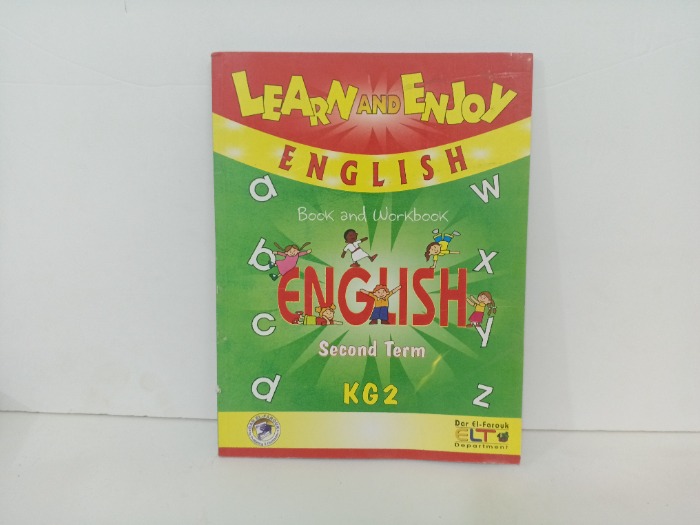 LEARN AND ENJOY
ENGLISH
Book and Workbook
a
b
c
d
w
x
y
z
ENGLISH
Second Term
KG2
Dar El-Farouk
ELT
Department